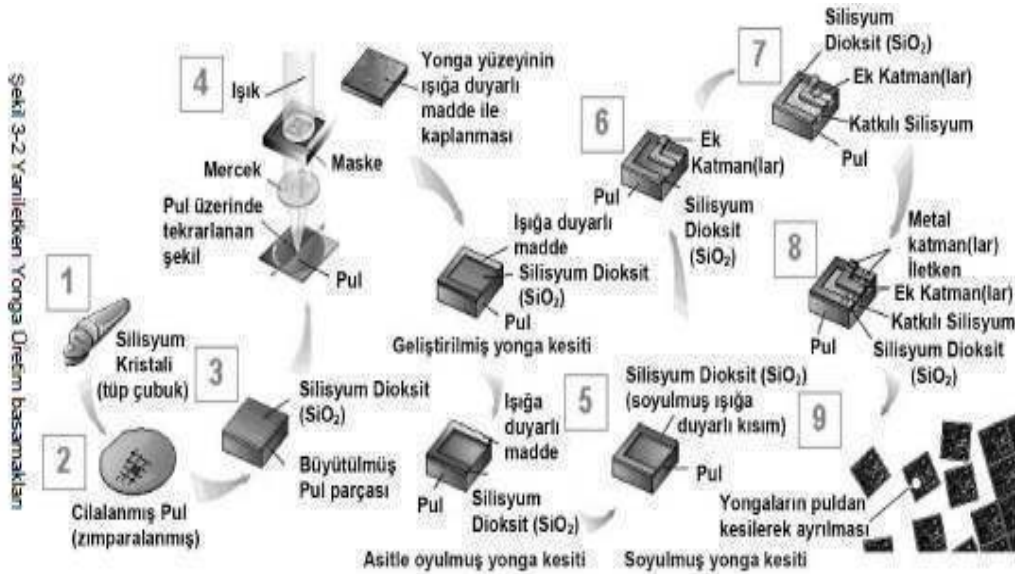 Şekil 3-2 Yarıiletken Yonga Üretim basamakları
1
Silisyum
Kristali
(tüp çubuk)
2
Cilalanmış Pul
(zımparalanmış)
3
Silisyum Dioksit
(SiO₂)
Büyütülmüş
Pul parçası
4
Işık
Maske
Mercek
Pul üzerinde
tekrarlanan
şekil
Pul
Yonga yüzeyinin
ışığa duyarlı
madde ile
kaplanması
Işığa duyarlı
madde
Silisyum Dioksit
(SiO₂)
Pul
Geliştirilmiş yonga kesiti
Işığa
duyarlı
madde
Pul
Silisyum
Dioksit (SiO₂)
Asitle oyulmuş yonga kesiti
5
Silisyum Dioksit (SiO₂)
(soyulmuş ışığa
duyarlı kısım)
Pul
Soyulmuş yonga kesiti
6
Ek
Katman(lar)
Pul
Silisyum
Dioksit
(SiO₂)
7
Silisyum
Dioksit (SiO₂)
Ek Katman(lar)
Katkılı Silisyum
Pul
8
Metal
katman(lar)
İletken
Ek Katman(lar)
Katkılı Silisyum
Pul
Silisyum Dioksit
(SiO₂)
9
Yongaların puldan
kesilerek ayrılması